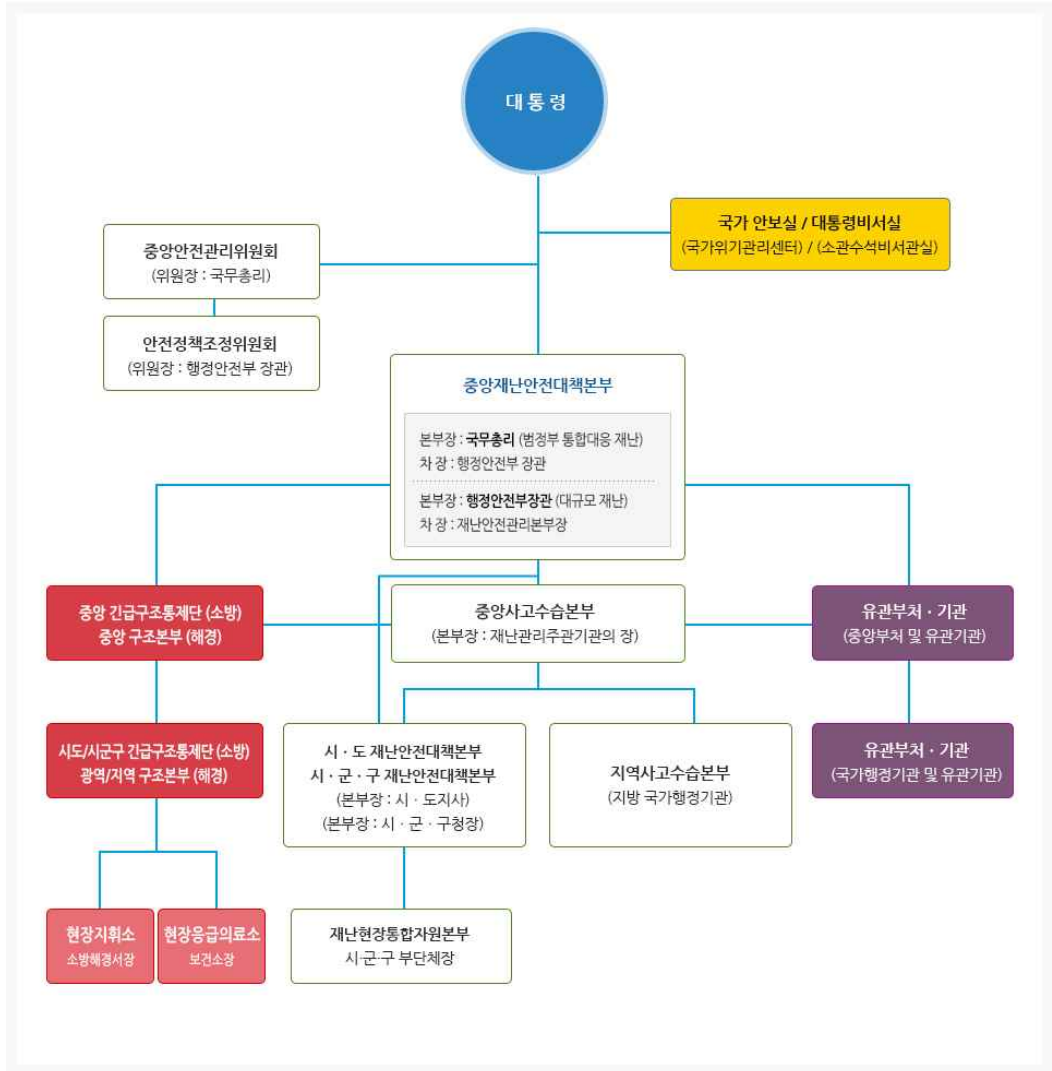 대통령
국가 안보실 / 대통령비서실
(국가위기관리센터) / (소관수석비서관실)
중앙안전관리위원회
(위원장 : 국무총리)
안전정책조정위원회
(위원장 : 행정안전부 장관)
중앙재난안전대책본부
본부장 : 국무총리 (범정부 통합대응 재난)
차 장 : 행정안전부 장관
본부장 : 행정안전부장관 (대규모 재난)
차 장 : 재난안전관리본부장
중앙 긴급구조통제단 (소방)
중앙 구조본부 (해경)
중앙사고수습본부
(본부장 : 재난관리주관기관의 장)
유관부처 · 기관
(중앙부처 및 유관기관)
시도/시군구 긴급구조통제단 (소방)
광역/지역 구조본부 (해경)
시 · 도 재난안전대책본부
시 · 군 · 구 재난안전대책본부
(본부장 : 시 · 도지사)
(본부장 : 시 · 군 · 구청장)
지역사고수습본부
(지방 국가행정기관)
유관부처 · 기관
(국가행정기관 및 유관기관)
현장지휘소
소방해경서장
현장응급의료소
보건소장
재난현장통합자원본부
시·군·구 부단체장